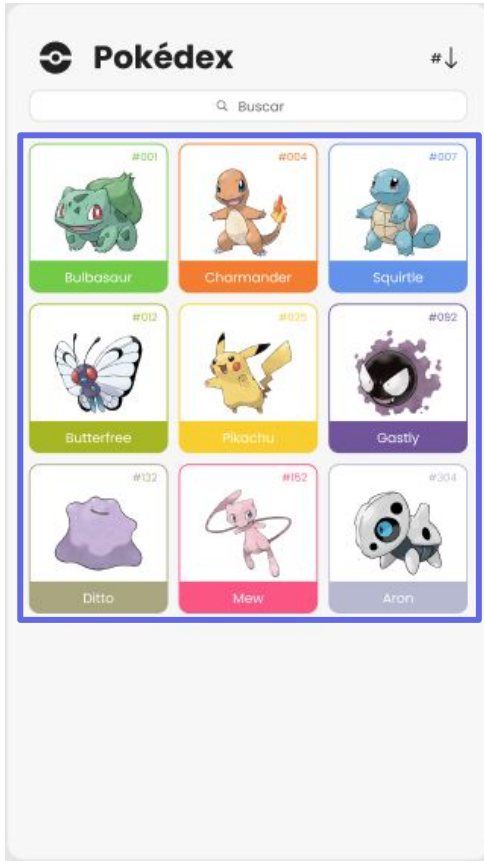 Pokédex
#↓
Buscar
#001 #004 #007
Bulbasaur Charmander Squirtle
#012 #025 #092
Butterfree Pikachu Gastly
#132 #152 #304
Ditto Mew Aron